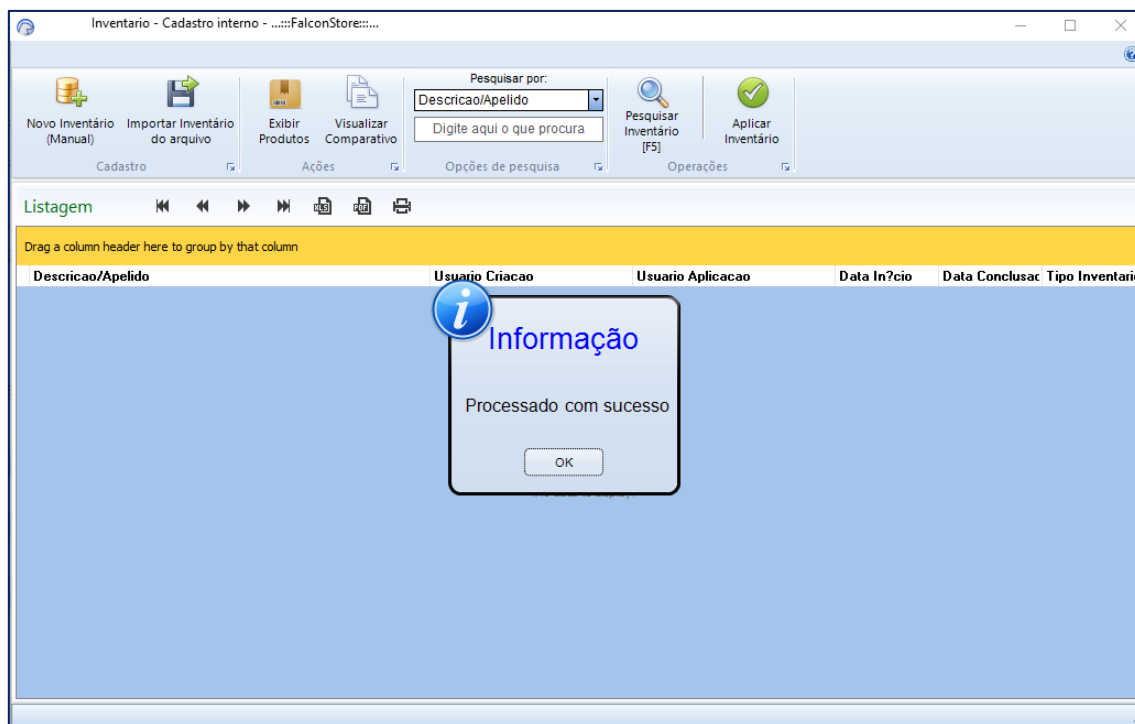 Inventario - Cadastro interno - ...:::FalconStore:::...
Novo Inventário
(Manual)
Importar Inventário
do arquivo
Cadastro
Exibir
Produtos
Visualizar
Comparativo
Ações
Pesquisar por:
Descricao/Apelido
Digite aqui o que procura
Opções de pesquisa
Pesquisar
Inventário
[F5]
Aplicar
Inventário
Operações
Listagem
XLS
PDF
Drag a column header here to group by that column
Descricao/Apelido Usuario Criacao Usuario Aplicacao Data In?cio Data Conclusac Tipo Inventari
Informação
Processado com sucesso
OK